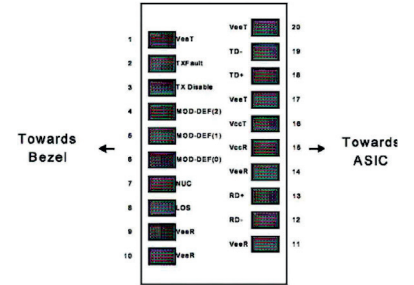 VeeT 20
1 VeeT
TD- 19
2 TXFault
TD+ 18
3 TX Disable
VeeT 17
4 MOD-DEF(2)
VccT 16
5 MOD-DEF(1)
Towards Bezel
VccR 15
Towards ASIC
6 MOD-DEF(0)
VeeR 14
7 NUC
RD+ 13
8 LOS
RD- 12
9 VeeR
VeeR 11
10 VeeR